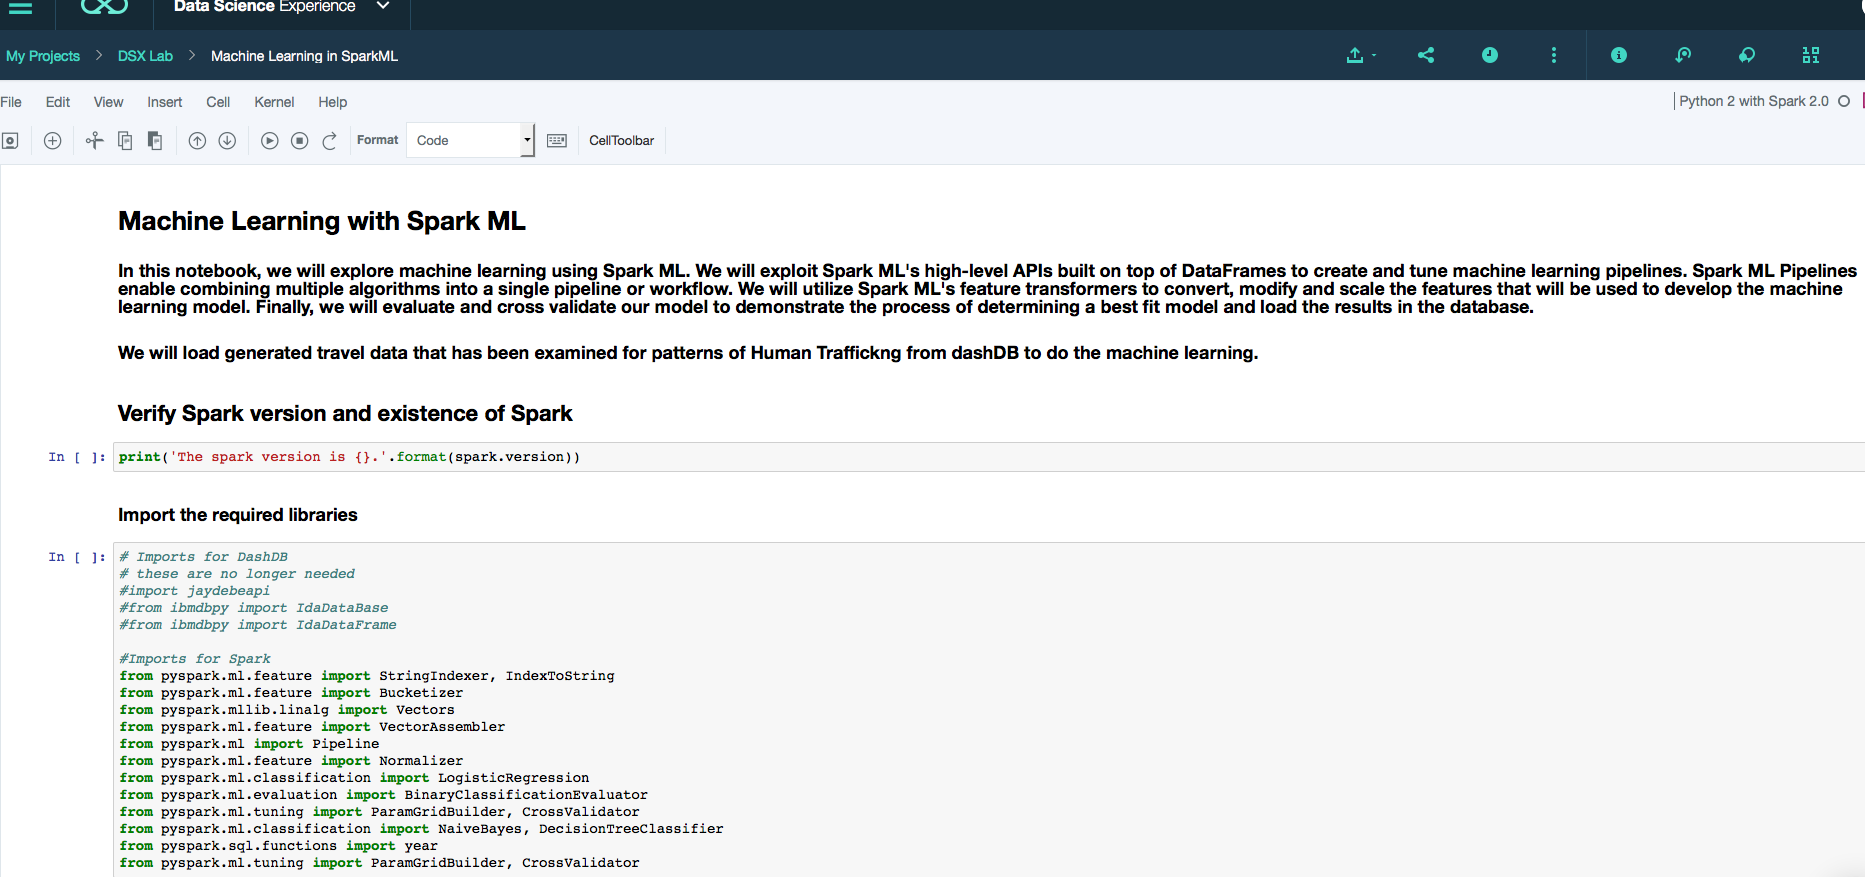 Data Science Experience
My Projects > DSX Lab > Machine Learning in SparkML
File Edit View Insert Cell Kernel Help
Python 2 with Spark 2.0
Format Code CellToolbar
Machine Learning with Spark ML
In this notebook, we will explore machine learning using Spark ML. We will exploit Spark ML's high-level APIs built on top of DataFrames to create and tune machine learning pipelines. Spark ML Pipelines
enable combining multiple algorithms into a single pipeline or workflow. We will utilize Spark ML's feature transformers to convert, modify and scale the features that will be used to develop the machine
learning model. Finally, we will evaluate and cross validate our model to demonstrate the process of determining a best fit model and load the results in the database.
We will load generated travel data that has been examined for patterns of Human Traffickng from dashDB to do the machine learning.
Verify Spark version and existence of Spark
In [ ]: print('The spark version is {}.'.format(spark.version))
Import the required libraries
In [ ]: # Imports for DashDB
# these are no longer needed
#import jaydebeapi
#from ibmdbpy import IdaDataBase
#from ibmdbpy import IdaDataFrame
#Imports for Spark
from pyspark.ml.feature import StringIndexer, IndexToString
from pyspark.ml.feature import Bucketizer
from pyspark.mllib.linalg import Vectors
from pyspark.ml.feature import VectorAssembler
from pyspark.ml import Pipeline
from pyspark.ml.feature import Normalizer
from pyspark.ml.classification import LogisticRegression
from pyspark.ml.evaluation import BinaryClassificationEvaluator
from pyspark.ml.tuning import ParamGridBuilder, CrossValidator
from pyspark.ml.classification import NaiveBayes, DecisionTreeClassifier
from pyspark.sql.functions import year
from pyspark.ml.tuning import ParamGridBuilder, CrossValidator